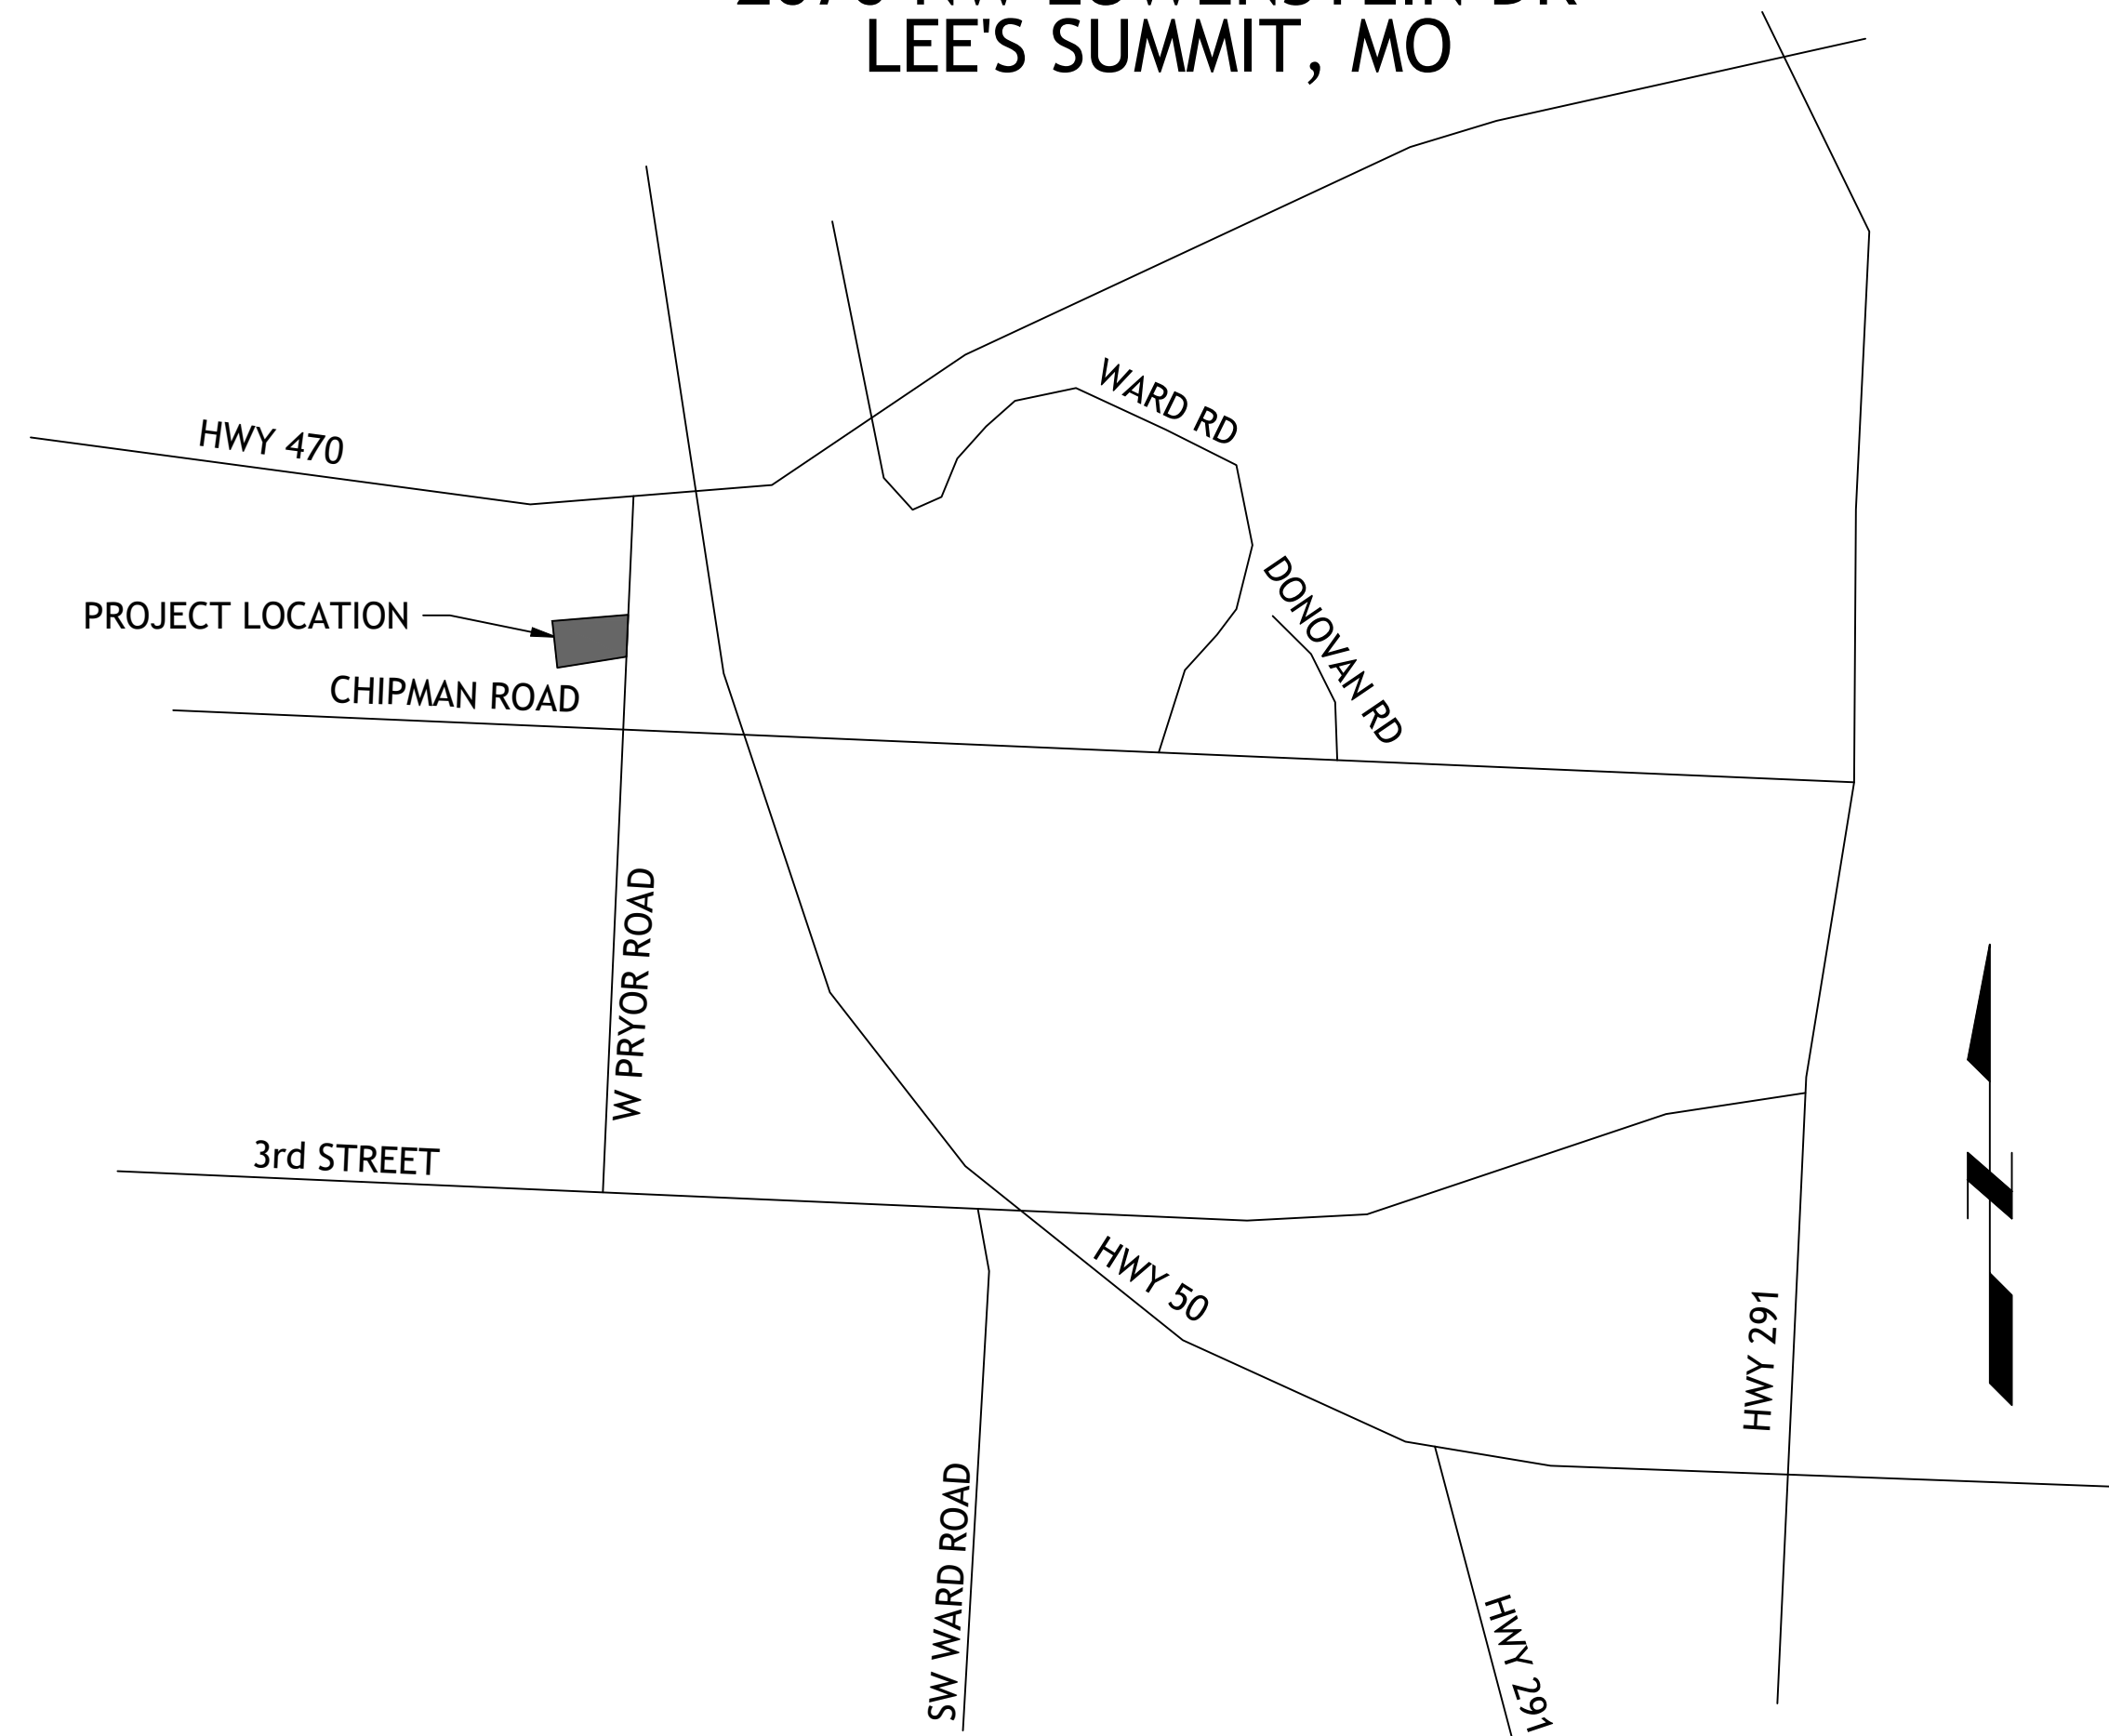 LEE'S SUMMIT, MO
WARD RD
HWY 470
DONOVAN RD
PROJECT LOCATION
CHIPMAN ROAD
W PRYOR ROAD
3rd STREET
HWY 50
HWY 291
SW WARD ROAD
HWY 291
N